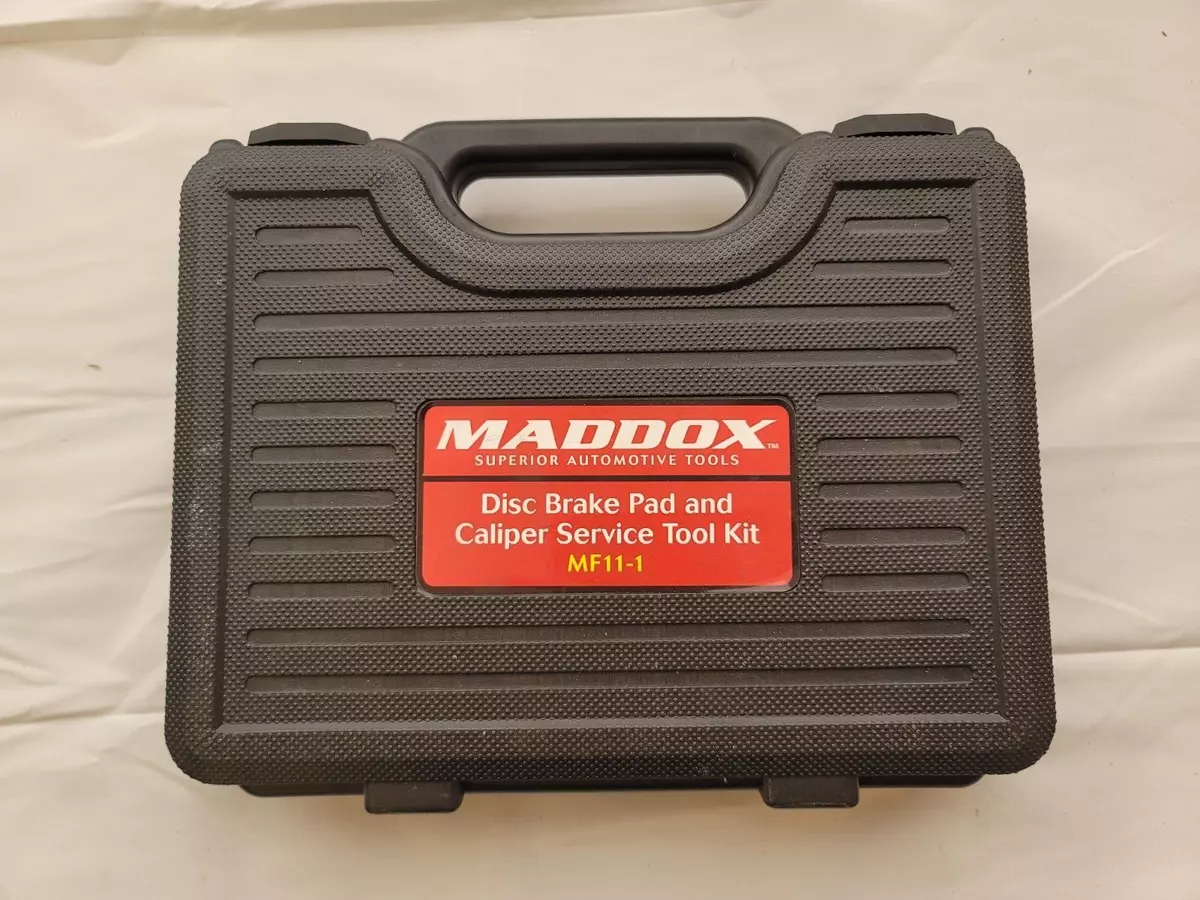 MADDOX™
SUPERIOR AUTOMOTIVE TOOLS
Disc Brake Pad and
Caliper Service Tool Kit
MF11-1